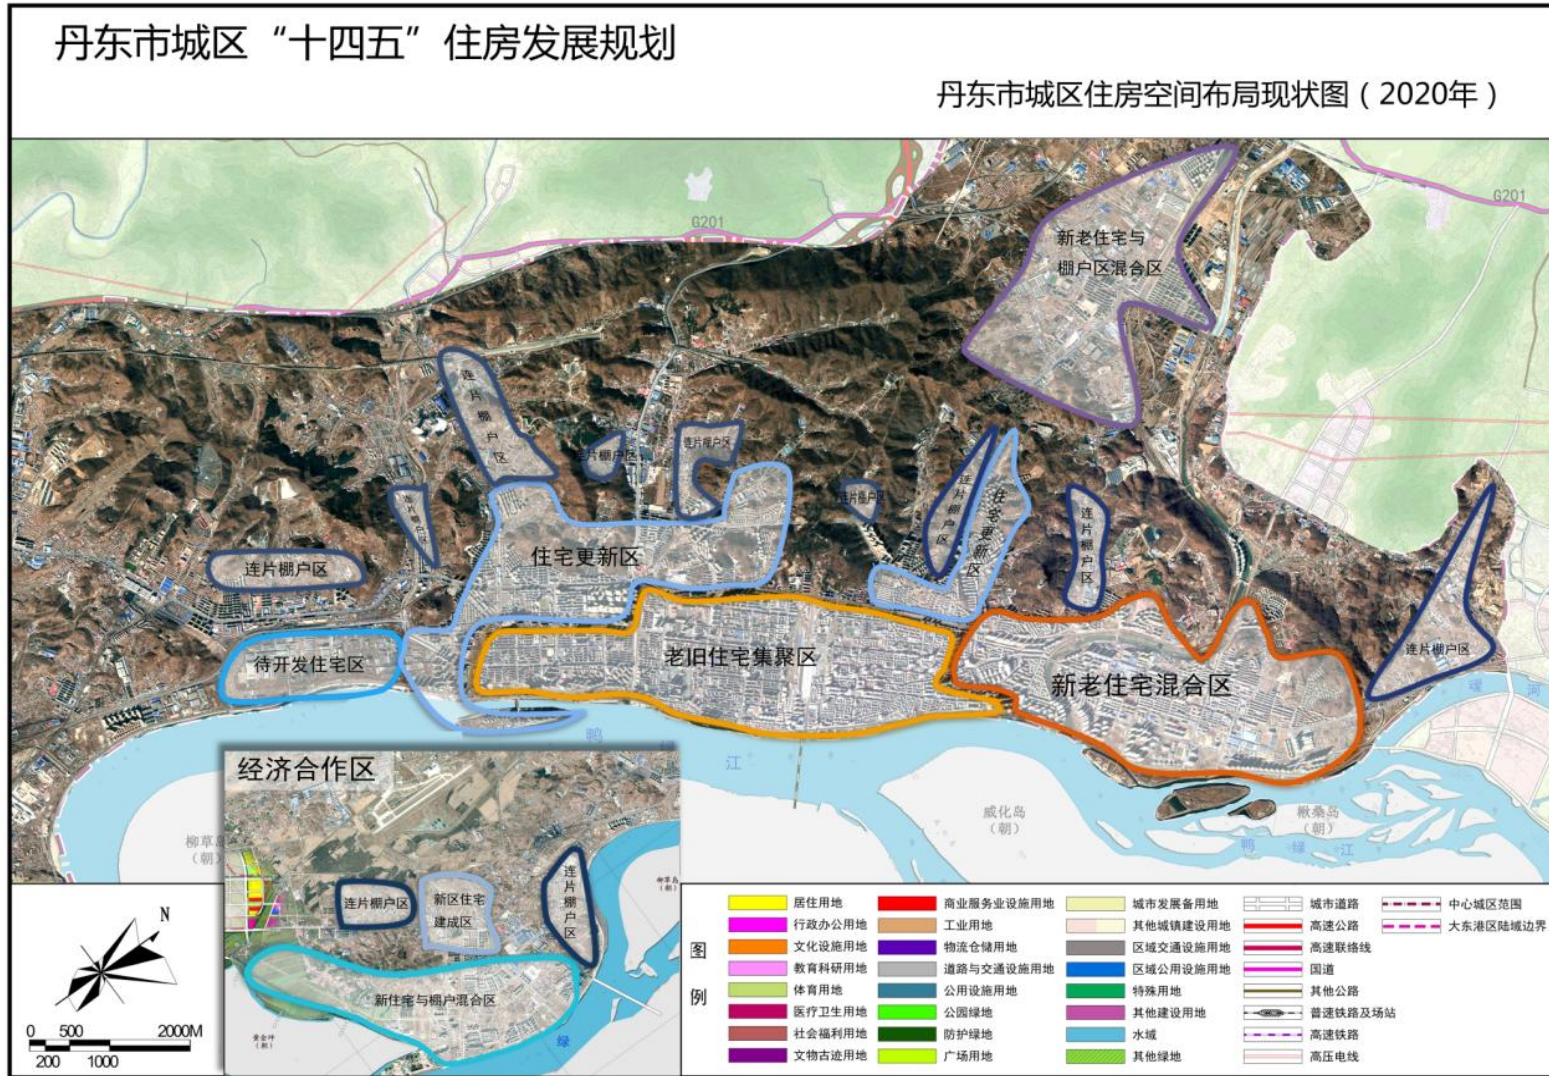 丹东市城区“十四五”住房发展规划
丹东市城区住房空间布局现状图（2020年）
G201
G201
新老住宅与
棚户区混合区
连片棚户区
连片棚户区
连片棚户区
连片棚户区
连片棚户区
连片棚户区
住宅更新区
连片棚户区
住宅更新区
连片棚户区
连片棚户区
待开发住宅区
老旧住宅集聚区
新老住宅混合区
鸭
江
河
柳草岛
（朝）
威化岛
（朝）
楸桑岛
（朝）
鸭 绿 江
经济合作区
连片棚户区
新区住宅
建成区
连片棚户区
新住宅与棚户混合区
柳草岛
（朝）
黄金坪
（朝）
绿
N
0 500 2000M
200 1000
图例
居住用地
行政办公用地
文化设施用地
教育科研用地
体育用地
医疗卫生用地
社会福利用地
文物古迹用地
商业服务业设施用地
工业用地
物流仓储用地
道路与交通设施用地
公用设施用地
公园绿地
防护绿地
广场用地
城市发展备用地
其他城镇建设用地
区域交通设施用地
区域公用设施用地
特殊用地
其他建设用地
水域
其他绿地
城市道路
高速公路
高速联络线
国道
其他公路
普速铁路及场站
高速铁路
高压电线
中心城区范围
大东港区陆域边界